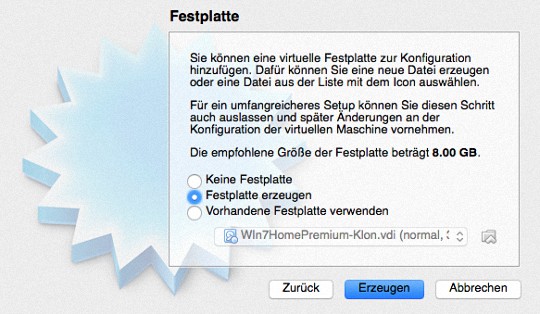 Festplatte
Sie können eine virtuelle Festplatte zur Konfiguration
hinzufügen. Dafür können Sie eine neue Datei erzeugen
oder eine Datei aus der Liste mit dem Icon auswählen.
Für ein umfangreicheres Setup können Sie diesen Schritt
auch auslassen und später Änderungen an der
Konfiguration der virtuellen Maschine vornehmen.
Die empfohlene Größe der Festplatte beträgt 8.00 GB.
Keine Festplatte
Festplatte erzeugen
Vorhandene Festplatte verwenden
WIn7HomePremium-Klon.vdi (normal,
Zurück Erzeugen Abbrechen